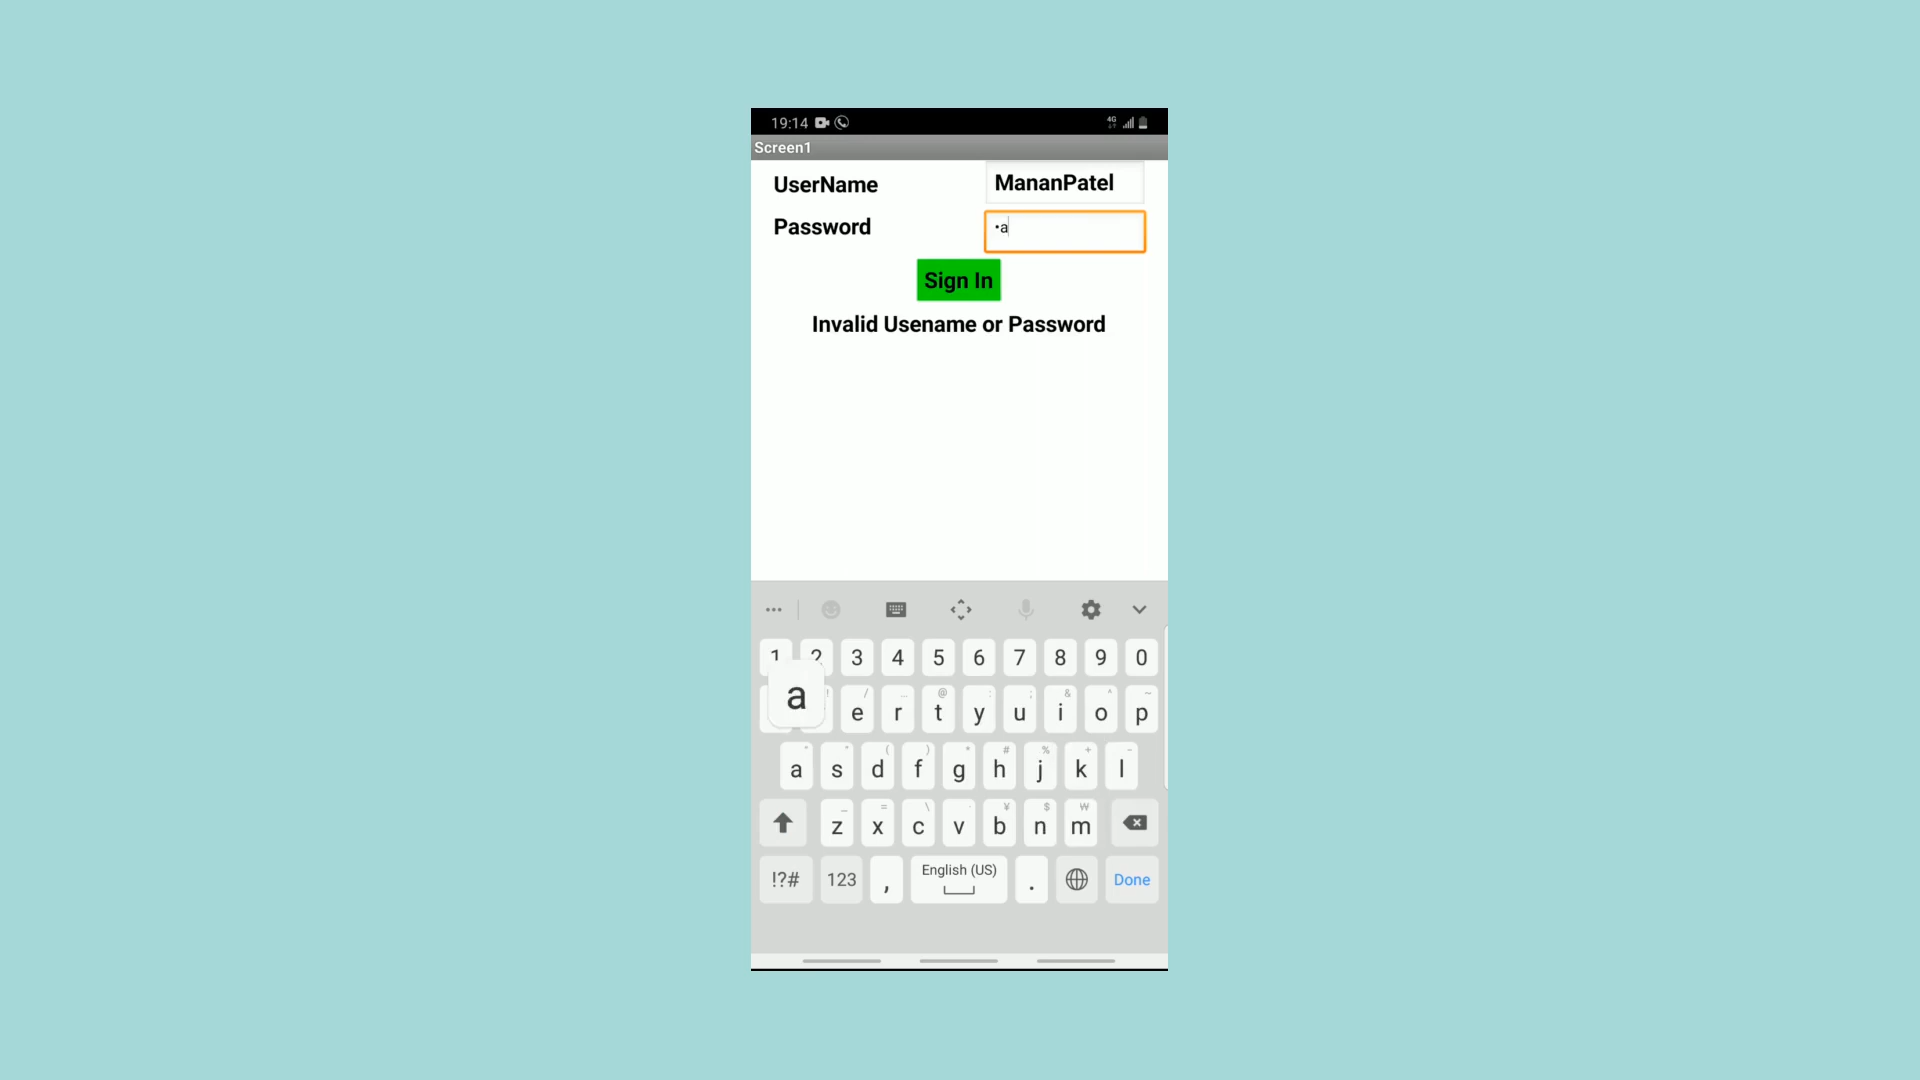 19:14 4G
Screen1
UserName MananPatel
Password •a
Sign In
Invalid Usename or Password
1 2 3 4 5 6 7 8 9 0
a ! e / r t @ y : u ; i & o ^ p ~
a s d ( f ) g * h # j % k + l -
z _ x = c \ v b ¥ n $ m ₩
!?# 123 , English (US) . Done